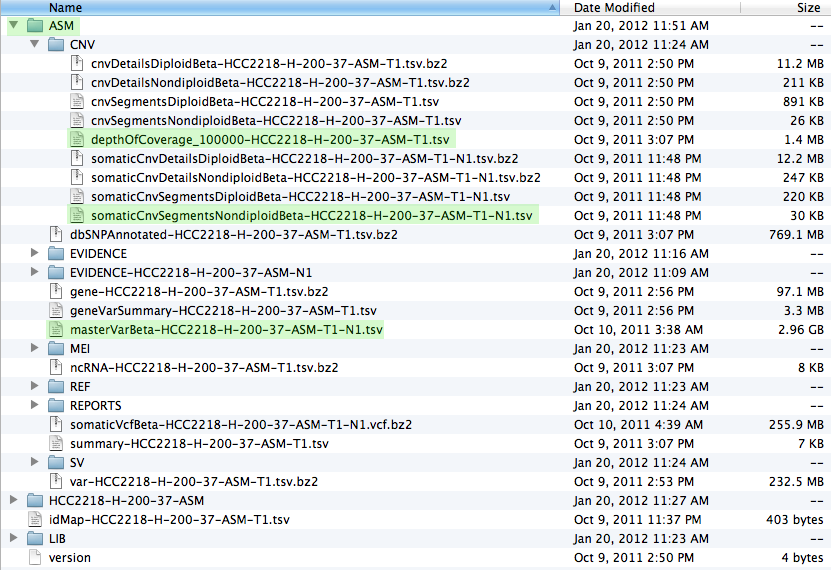 Name Date Modified Size
ASM Jan 20, 2012 11:51 AM --
CNV Jan 20, 2012 11:24 AM --
cnvDetailsDiploidBeta-HCC2218-H-200-37-ASM-T1.tsv.bz2 Oct 9, 2011 2:50 PM 11.2 MB
cnvDetailsNondiploidBeta-HCC2218-H-200-37-ASM-T1.tsv.bz2 Oct 9, 2011 2:50 PM 211 KB
cnvSegmentsDiploidBeta-HCC2218-H-200-37-ASM-T1.tsv Oct 9, 2011 2:50 PM 891 KB
cnvSegmentsNondiploidBeta-HCC2218-H-200-37-ASM-T1.tsv Oct 9, 2011 2:50 PM 26 KB
depthOfCoverage_100000-HCC2218-H-200-37-ASM-T1.tsv Oct 9, 2011 3:07 PM 1.4 MB
somaticCnvDetailsDiploidBeta-HCC2218-H-200-37-ASM-T1-N1.tsv.bz2 Oct 9, 2011 11:48 PM 12.2 MB
somaticCnvDetailsNondiploidBeta-HCC2218-H-200-37-ASM-T1-N1.tsv.bz2 Oct 9, 2011 11:48 PM 247 KB
somaticCnvSegmentsDiploidBeta-HCC2218-H-200-37-ASM-T1-N1.tsv Oct 9, 2011 11:48 PM 220 KB
somaticCnvSegmentsNondiploidBeta-HCC2218-H-200-37-ASM-T1-N1.tsv Oct 9, 2011 11:48 PM 30 KB
dbSNPAnnotated-HCC2218-H-200-37-ASM-T1.tsv.bz2 Oct 9, 2011 3:07 PM 769.1 MB
EVIDENCE Jan 20, 2012 11:16 AM --
EVIDENCE-HCC2218-H-200-37-ASM-N1 Jan 20, 2012 11:09 AM --
gene-HCC2218-H-200-37-ASM-T1.tsv.bz2 Oct 9, 2011 2:56 PM 97.1 MB
geneVarSummary-HCC2218-H-200-37-ASM-T1.tsv Oct 9, 2011 2:56 PM 3.3 MB
masterVarBeta-HCC2218-H-200-37-ASM-T1-N1.tsv Oct 10, 2011 3:38 AM 2.96 GB
MEI Jan 20, 2012 11:23 AM --
ncRNA-HCC2218-H-200-37-ASM-T1.tsv.bz2 Oct 9, 2011 3:07 PM 8 KB
REF Jan 20, 2012 11:23 AM --
REPORTS Jan 20, 2012 11:24 AM --
somaticVcfBeta-HCC2218-H-200-37-ASM-T1-N1.vcf.bz2 Oct 10, 2011 4:39 AM 255.9 MB
summary-HCC2218-H-200-37-ASM-T1.tsv Oct 9, 2011 3:07 PM 7 KB
SV Jan 20, 2012 11:24 AM --
var-HCC2218-H-200-37-ASM-T1.tsv.bz2 Oct 9, 2011 2:53 PM 232.5 MB
HCC2218-H-200-37-ASM Jan 20, 2012 11:27 AM --
idMap-HCC2218-H-200-37-ASM-T1.tsv Oct 9, 2011 11:37 PM 403 bytes
LIB Jan 20, 2012 11:23 AM --
version Oct 9, 2011 2:50 PM 4 bytes